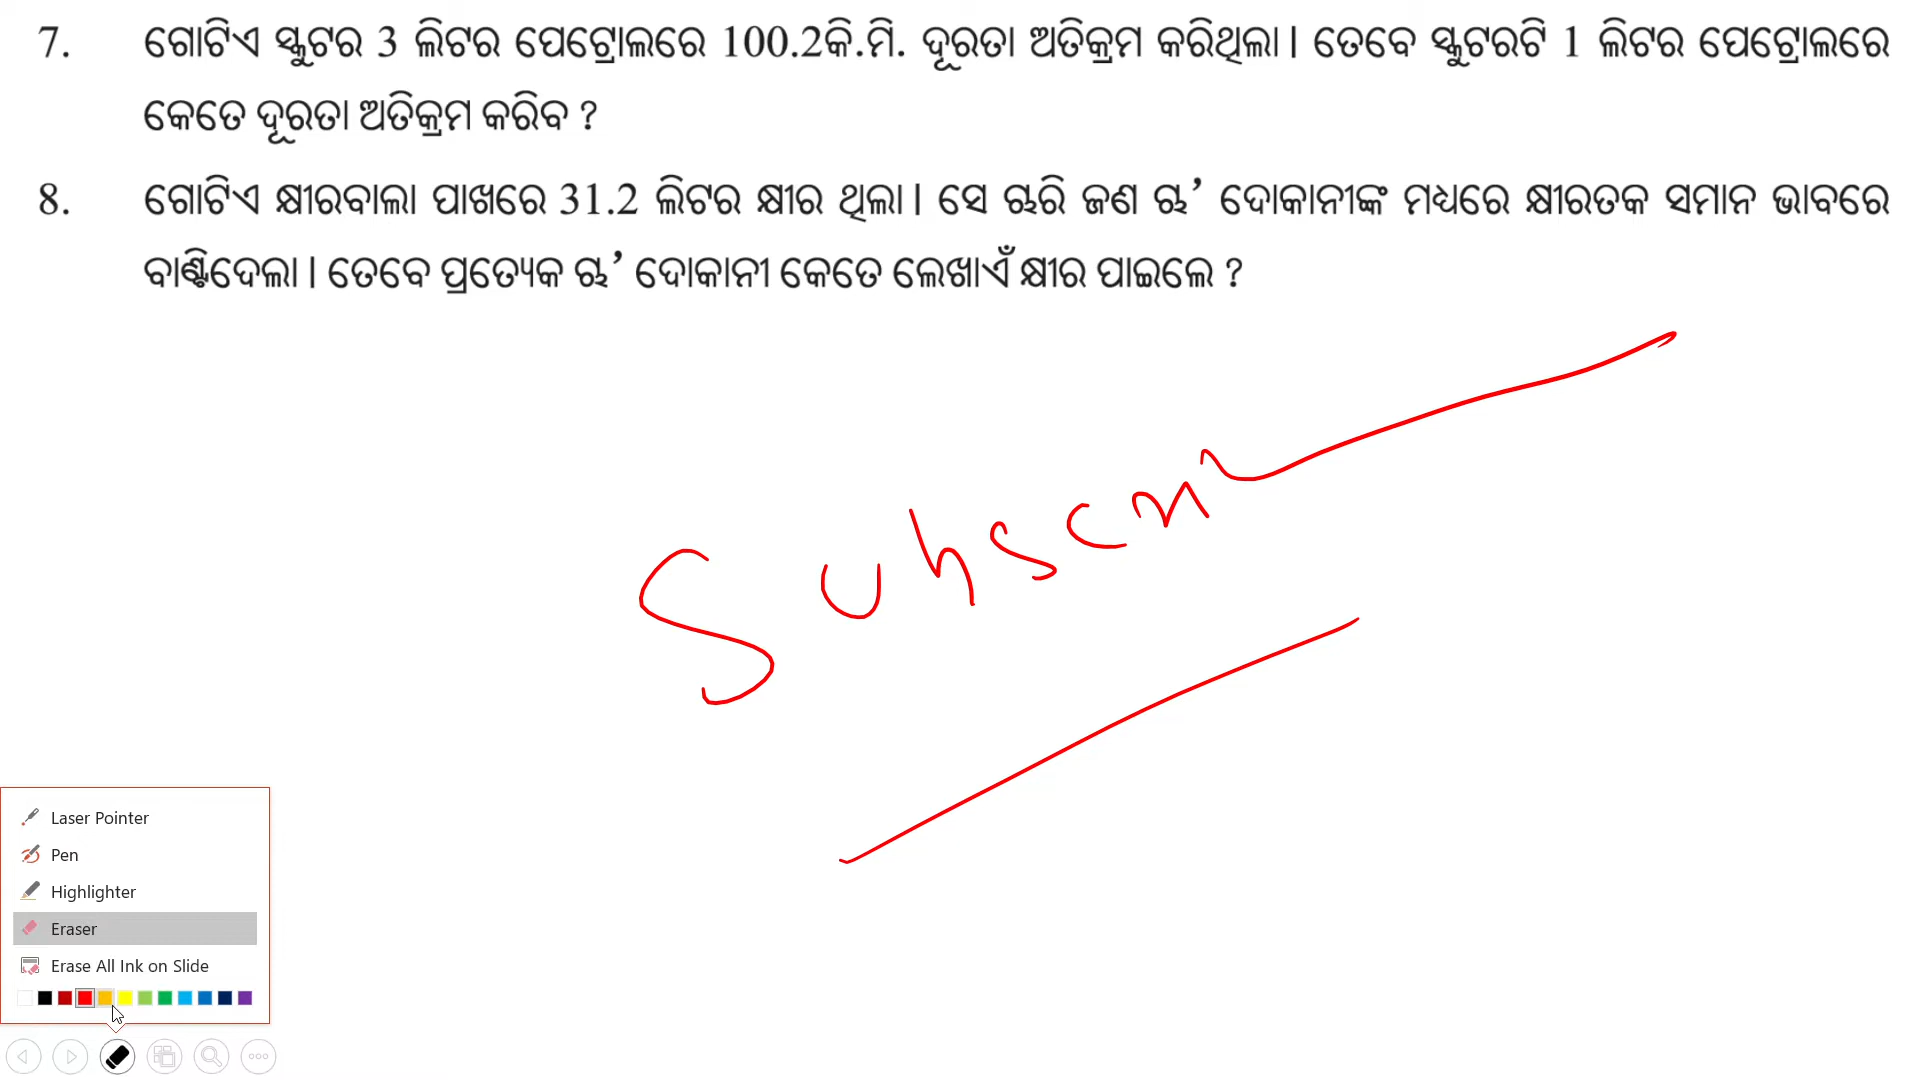 7. ଗୋଟିଏ ସ୍କୁଟର 3 ଲିଟର ପେଟ୍ରୋଲରେ 100.2କି.ମି. ଦୂରତା ଅତିକ୍ରମ କରିଥିଲା । ତେବେ ସ୍କୁଟରଟି 1 ଲିଟର ପେଟ୍ରୋଲରେ
କେତେ ଦୂରତା ଅତିକ୍ରମ କରିବ ?
8. ଗୋଟିଏ କ୍ଷୀରବାଲା ପାଖରେ 31.2 ଲିଟର କ୍ଷୀର ଥିଲା । ସେ ଚାରି ଜଣ ଚା’ ଦୋକାନୀଙ୍କ ମଧ୍ୟରେ କ୍ଷୀରତକ ସମାନ ଭାବରେ
ବାଣ୍ଟିଦେଲା । ତେବେ ପ୍ରତ୍ୟେକ ଚା’ ଦୋକାନୀ କେତେ ଲେଖାଏଁ କ୍ଷୀର ପାଇଲେ ?
Laser Pointer
Pen
Highlighter
Eraser
Erase All Ink on Slide